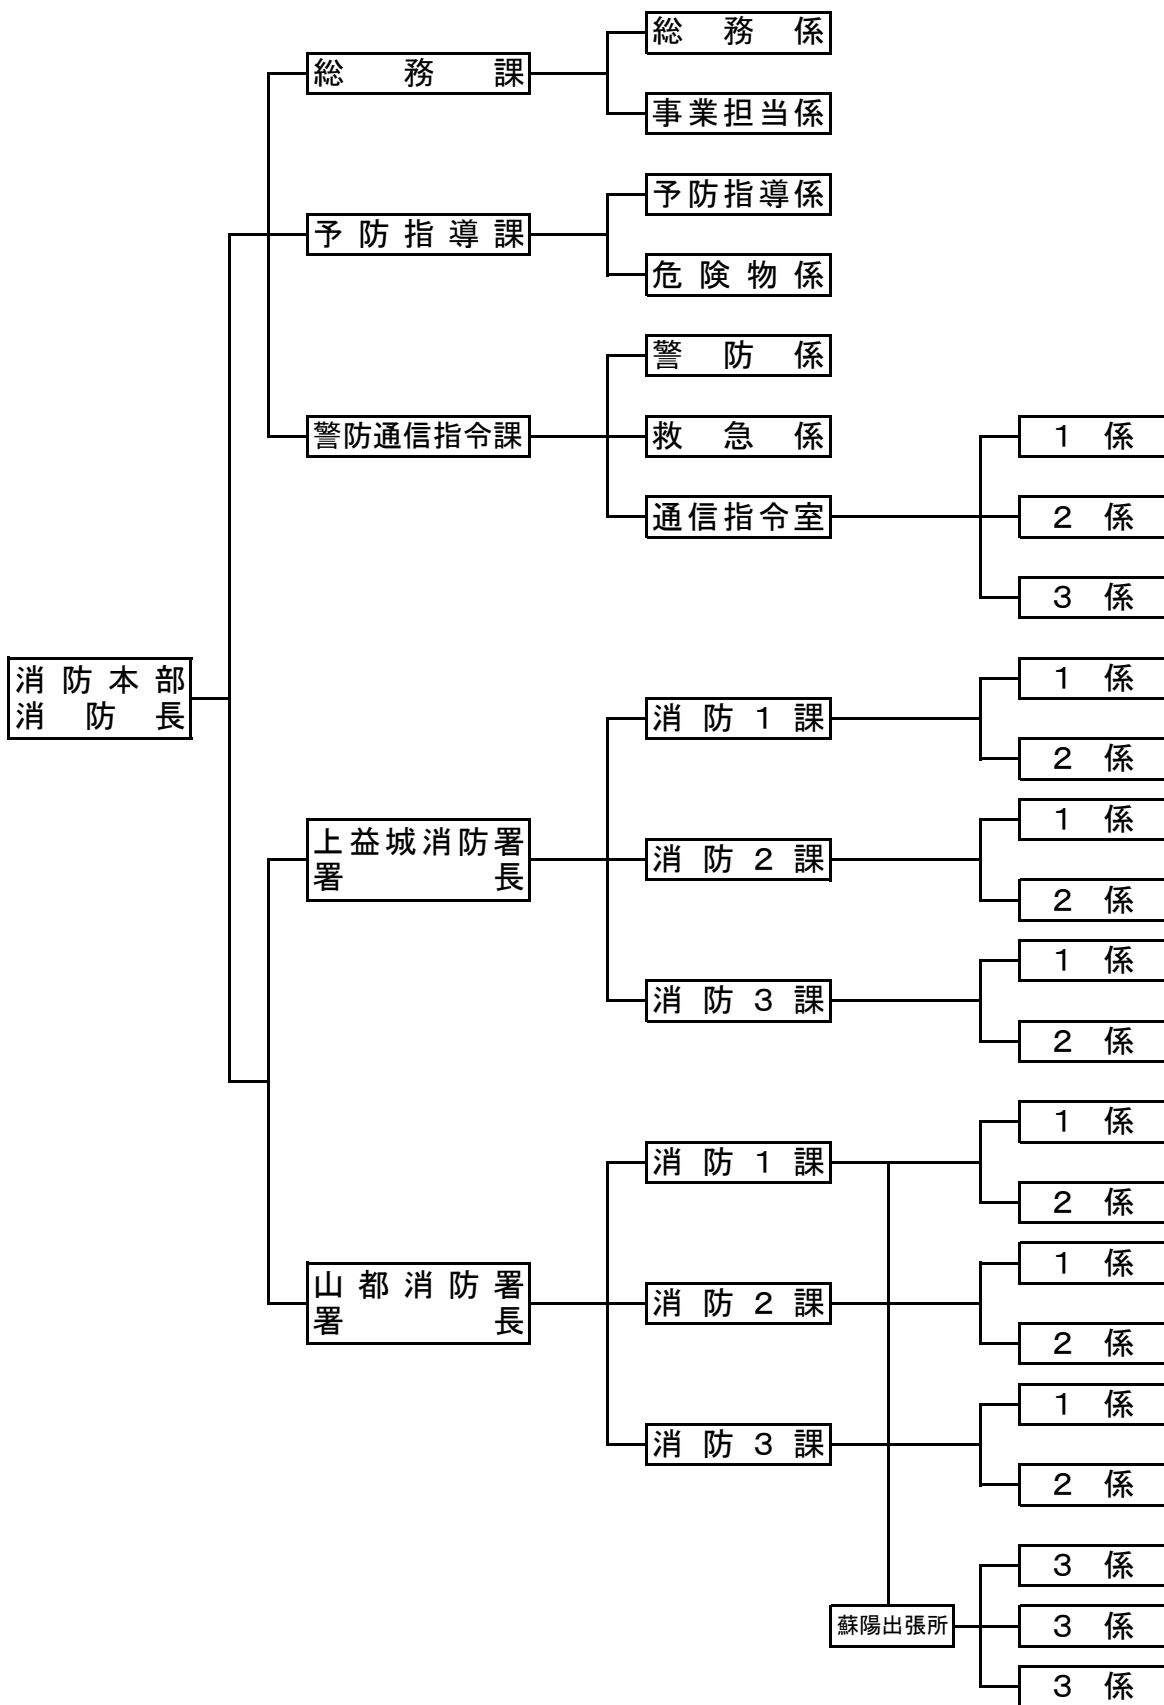 総務係
総務課
事業担当係
予防指導係
予防指導課
危険物係
警防係
警防通信指令課
救急係
1係
通信指令室
2係
3係
消防本部
消防長
1係
消防1課
2係
上益城消防署
署長
1係
消防2課
2係
1係
消防3課
2係
1係
消防1課
2係
山都消防署
署長
1係
消防2課
2係
1係
消防3課
2係
3係
蘇陽出張所
3係
3係